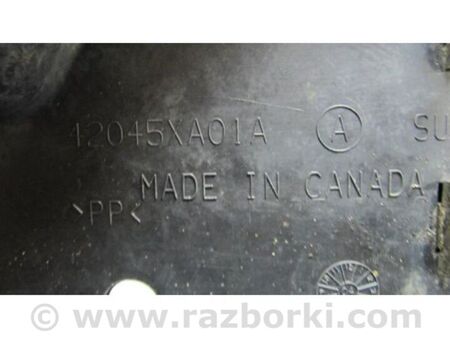 42045XA01A A SU
MADE IN CANADA
>PP<
© www.razborki.com